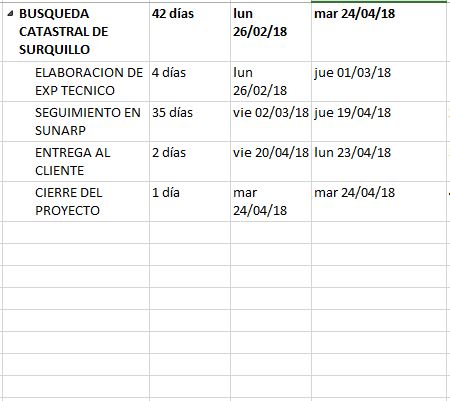 BUSQUEDA CATASTRAL DE SURQUILLO 42 días lun 26/02/18 mar 24/04/18
ELABORACION DE EXP TECNICO 4 días lun 26/02/18 jue 01/03/18
SEGUIMIENTO EN SUNARP 35 días vie 02/03/18 jue 19/04/18
ENTREGA AL CLIENTE 2 días vie 20/04/18 lun 23/04/18
CIERRE DEL PROYECTO 1 día mar 24/04/18 mar 24/04/18